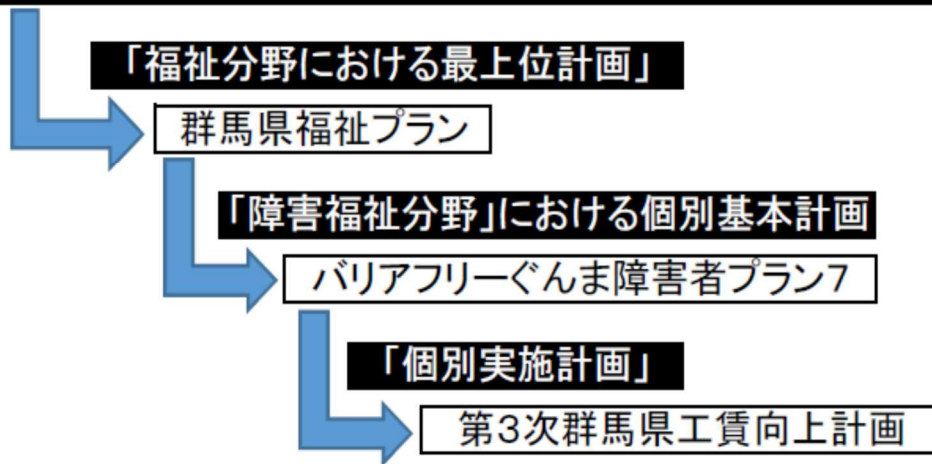 「福祉分野における最上位計画」
群馬県福祉プラン
「障害福祉分野」における個別基本計画
バリアフリーぐんま障害者プラン7
「個別実施計画」
第3次群馬県工賃向上計画